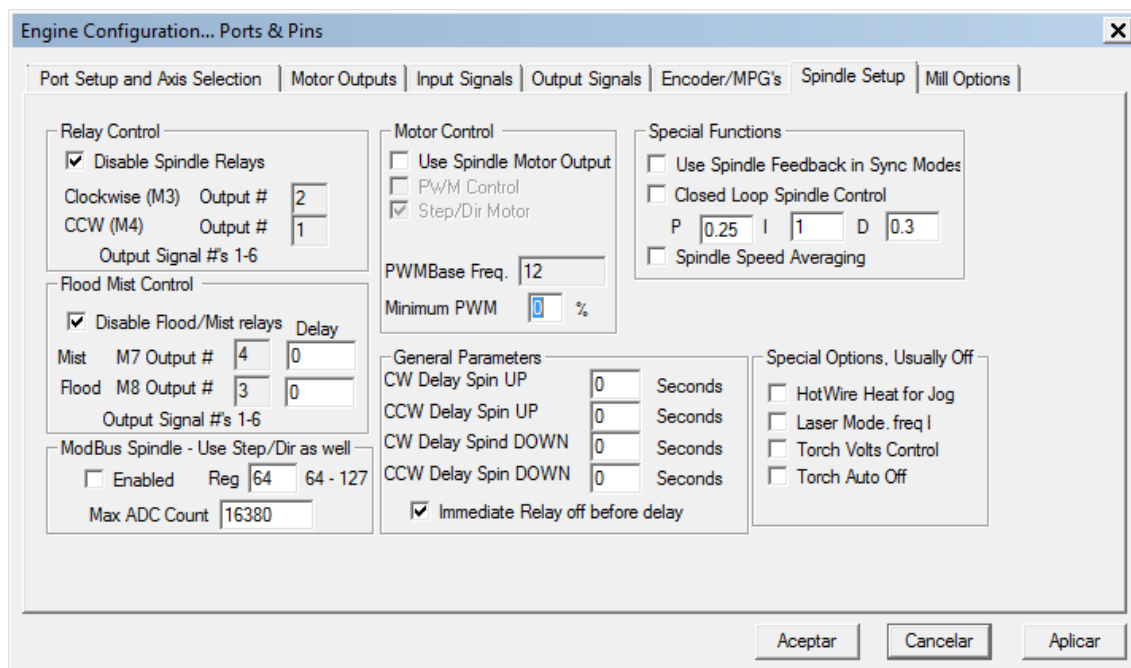 Engine Configuration... Ports & Pins
Port Setup and Axis Selection Motor Outputs Input Signals Output Signals Encoder/MPG's Spindle Setup Mill Options
Relay Control
Disable Spindle Relays
Clockwise (M3) Output # 2
CCW (M4) Output # 1
Output Signal #'s 1-6
Flood Mist Control
Disable Flood/Mist relays Delay
Mist M7 Output # 4 0
Flood M8 Output # 3 0
Output Signal #'s 1-6
ModBus Spindle - Use Step/Dir as well
Enabled Reg 64 64 - 127
Max ADC Count 16380
Motor Control
Use Spindle Motor Output
PWM Control
Step/Dir Motor
PWMBase Freq. 12
Minimum PWM 0 %
General Parameters
CW Delay Spin UP 0 Seconds
CCW Delay Spin UP 0 Seconds
CW Delay Spind DOWN 0 Seconds
CCW Delay Spin DOWN 0 Seconds
Immediate Relay off before delay
Special Functions
Use Spindle Feedback in Sync Modes
Closed Loop Spindle Control
P 0.25 I 1 D 0.3
Spindle Speed Averaging
Special Options, Usually Off
HotWire Heat for Jog
Laser Mode. freq l
Torch Volts Control
Torch Auto Off
Aceptar Cancelar Aplicar